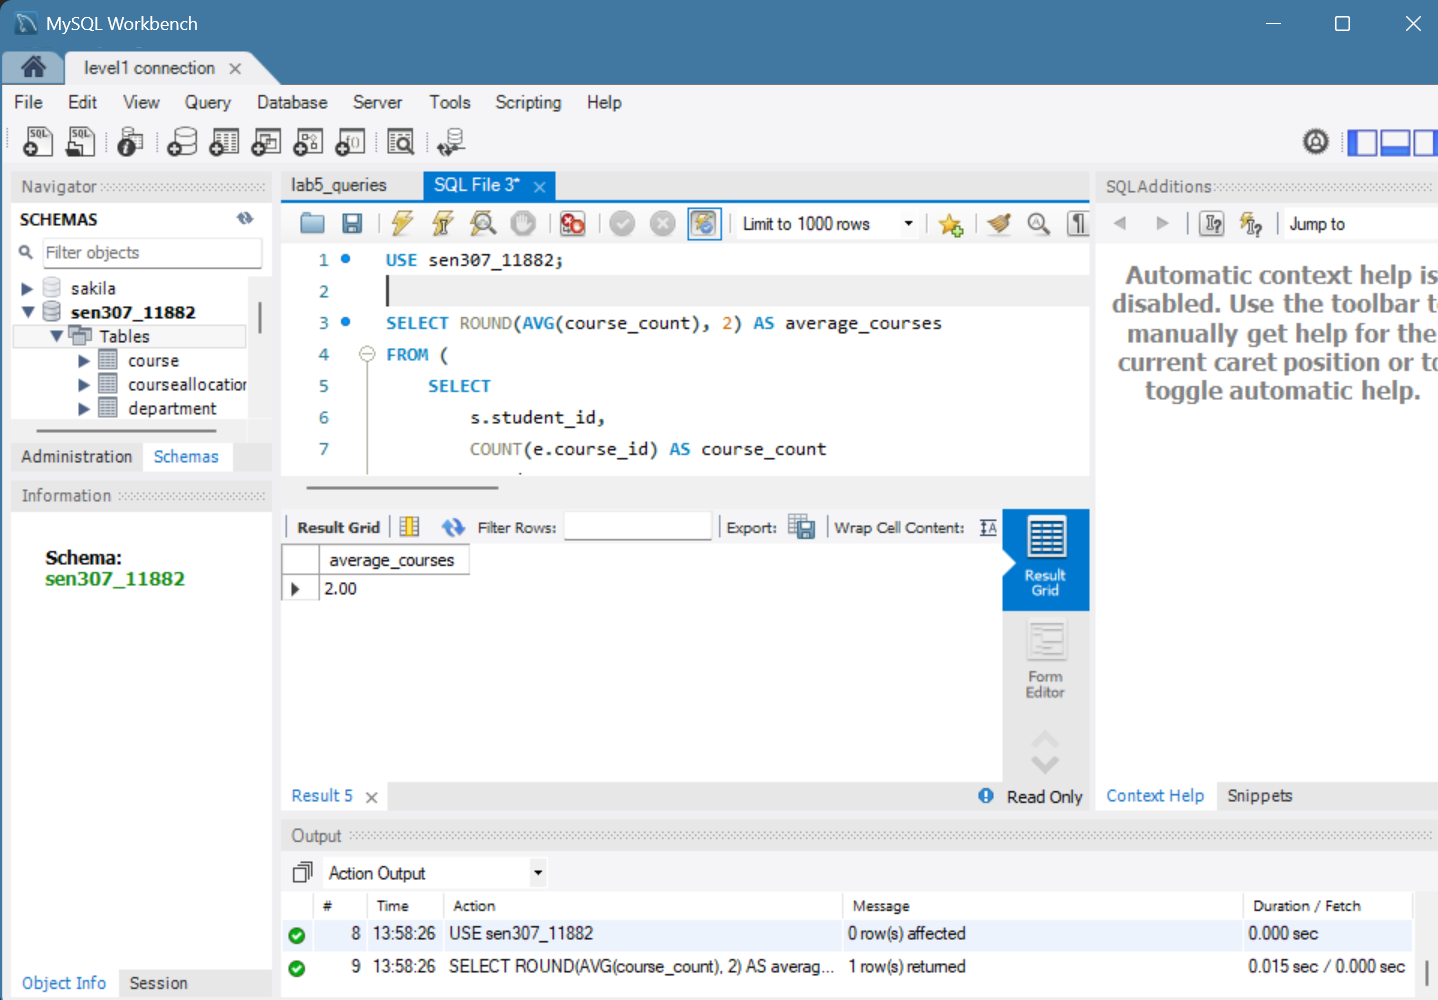 MySQL Workbench
level1 connection
File Edit View Query Database Server Tools Scripting Help
Navigator
SCHEMAS
Filter objects
sakila
sen307_11882
Tables
course
courseallocation
department
Administration Schemas
Information
Schema:
sen307_11882
Object Info Session
lab5_queries SQL File 3*
Limit to 1000 rows
1 USE sen307_11882;
2
3 SELECT ROUND(AVG(course_count), 2) AS average_courses
4 FROM (
5 SELECT
6 s.student_id,
7 COUNT(e.course_id) AS course_count
Result Grid Filter Rows: Export: Wrap Cell Content:
average_courses
2.00
Result
Grid
Form
Editor
Result 5 Read Only
SQLAdditions
Jump to
Automatic context help is
disabled. Use the toolbar to
manually get help for the
current caret position or to
toggle automatic help.
Context Help Snippets
Output
Action Output
# Time Action Message Duration / Fetch
8 13:58:26 USE sen307_11882 0 row(s) affected 0.000 sec
9 13:58:26 SELECT ROUND(AVG(course_count), 2) AS averag... 1 row(s) returned 0.015 sec / 0.000 sec